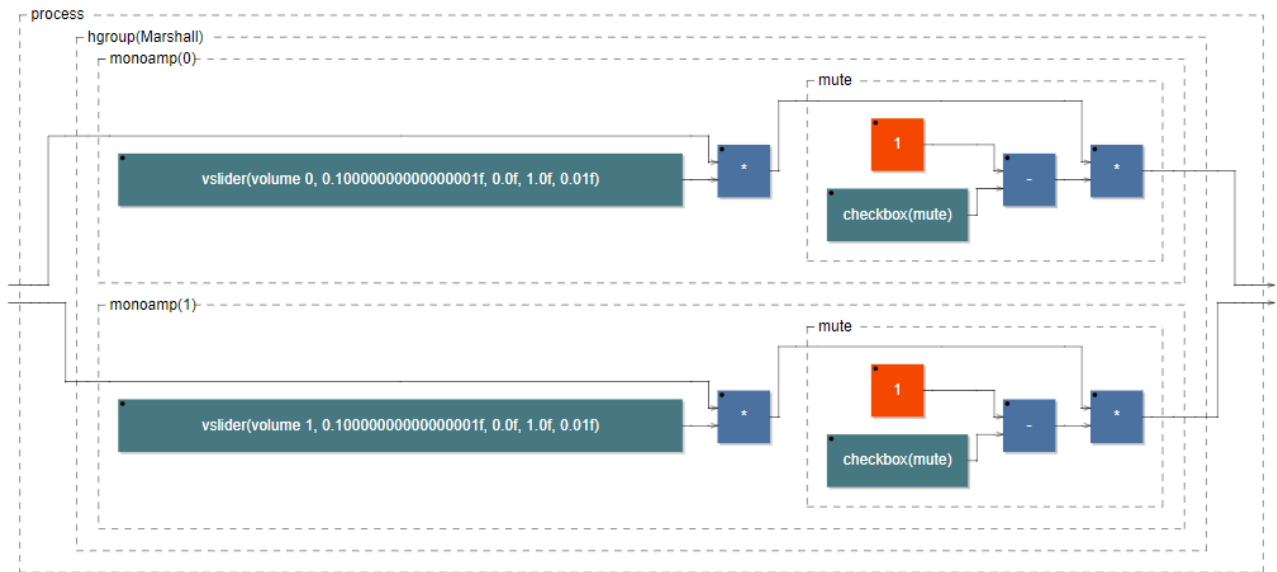 process
hgroup(Marshall)
monoamp(0)
mute
1
*
*
vslider(volume 0, 0.10000000000000001f, 0.0f, 1.0f, 0.01f)
-
checkbox(mute)
monoamp(1)
mute
1
*
*
vslider(volume 1, 0.10000000000000001f, 0.0f, 1.0f, 0.01f)
-
checkbox(mute)